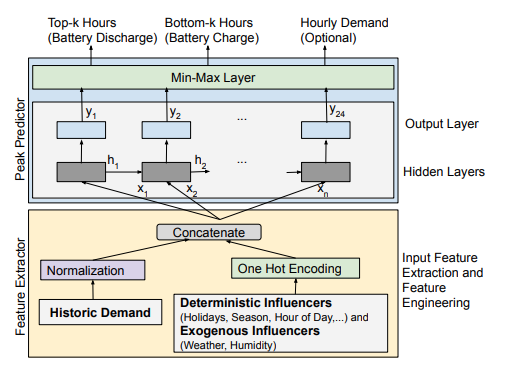 Top-k Hours
(Battery Discharge)
Bottom-k Hours
(Battery Charge)
Hourly Demand
(Optional)
Min-Max Layer
Peak Predictor
y1
y2
...
y24
Output Layer
h1
h2
...
Hidden Layers
x1
x2
xn
Concatenate
Feature Extractor
Normalization
One Hot Encoding
Input Feature
Extraction and
Feature
Engineering
Historic Demand
Deterministic Influencers
(Holidays, Season, Hour of Day,...) and
Exogenous Influencers
(Weather, Humidity)